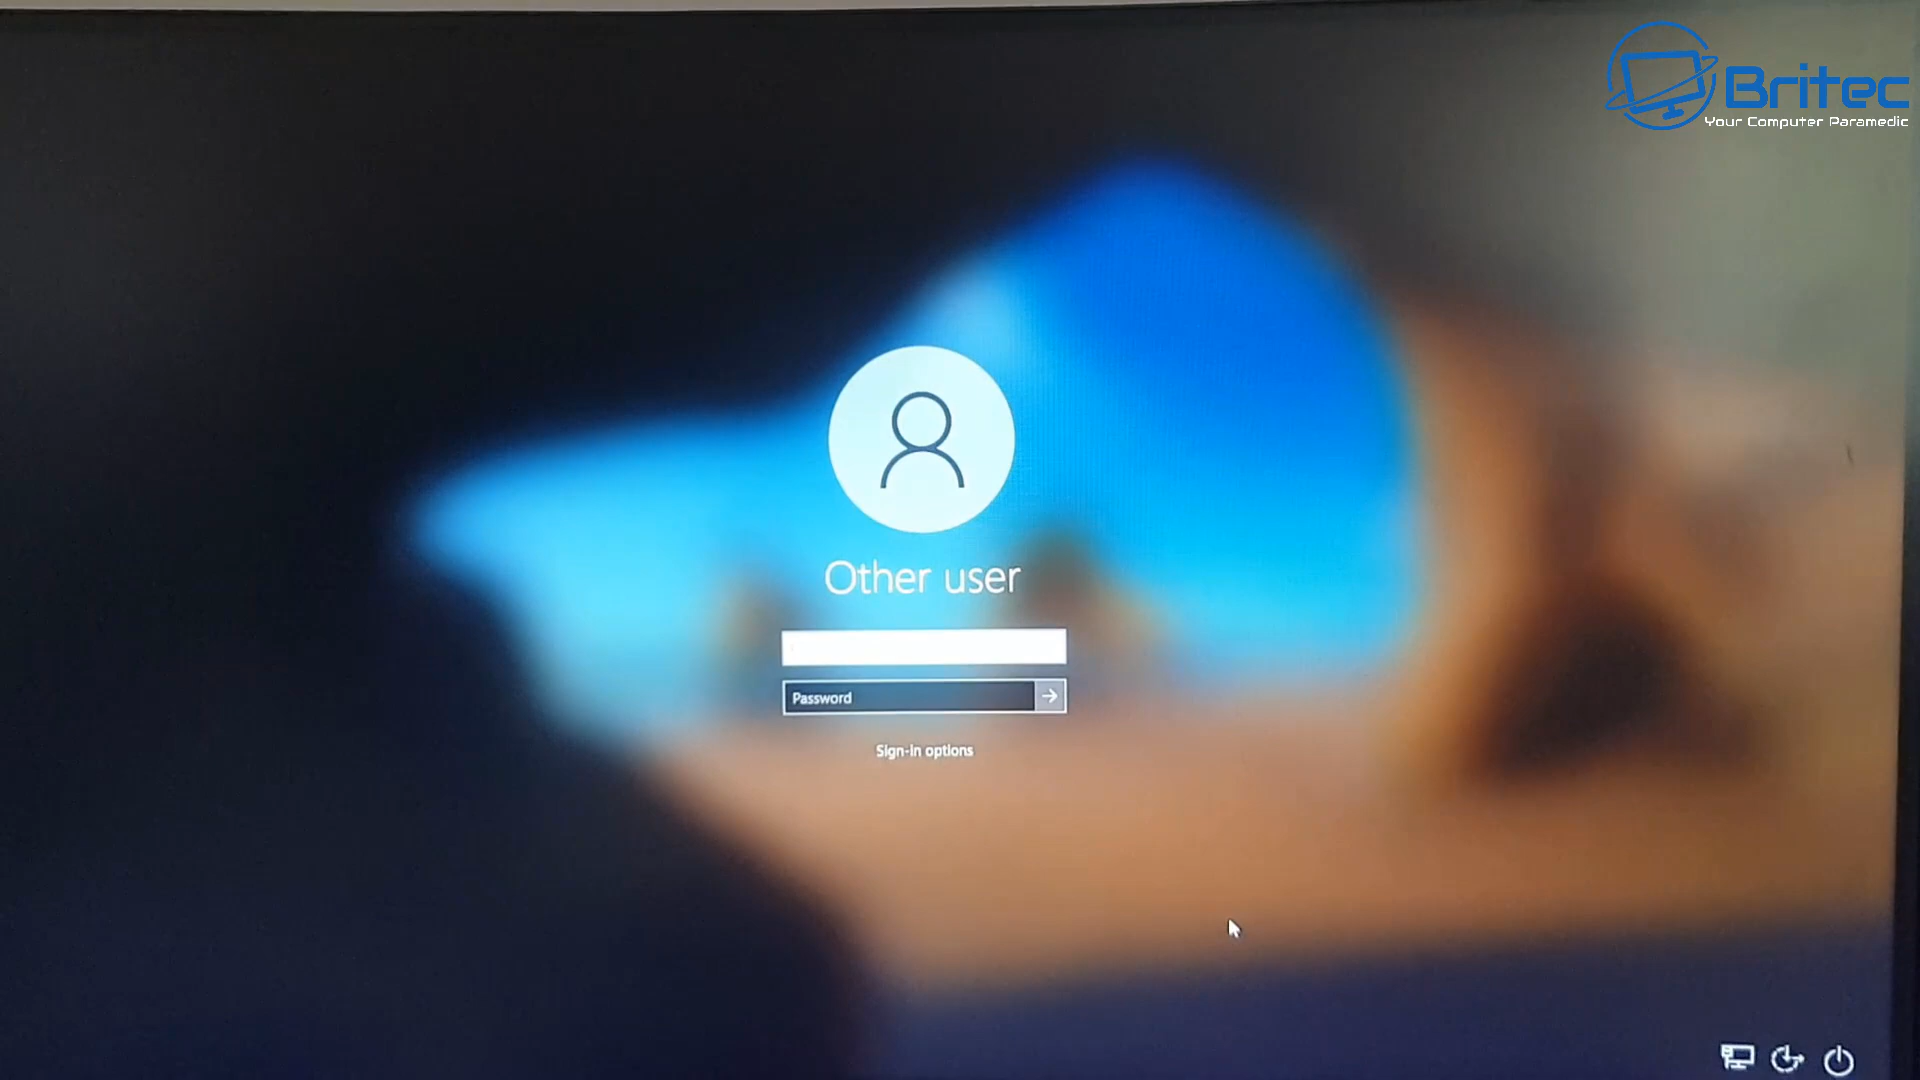 Britec
Your Computer Paramedic
Other user
Password
Sign-in options